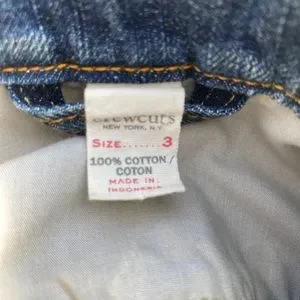 crewcuts
NEW YORK, N.Y.
SIZE.......3
100% COTTON /
COTON
MADE IN
INDONESIA